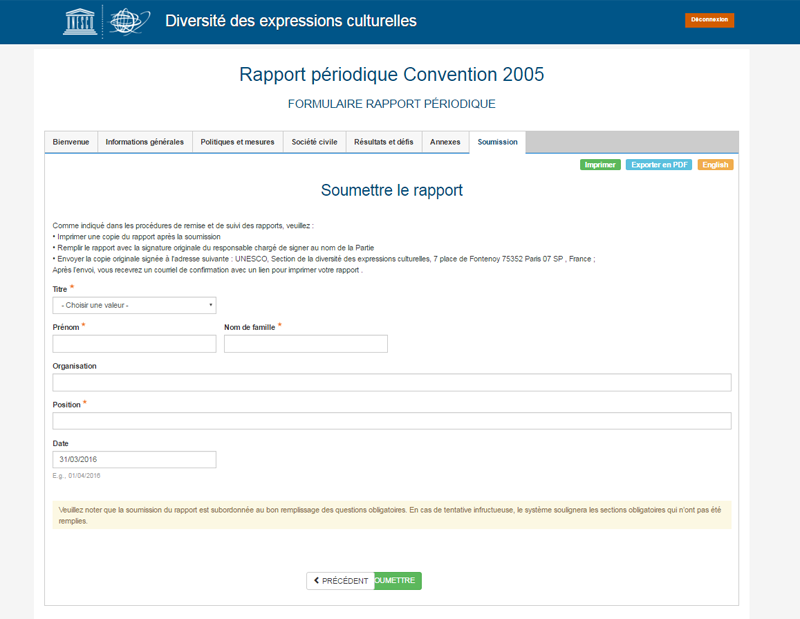 Diversité des expressions culturelles
Déconnexion
Rapport périodique Convention 2005
FORMULAIRE RAPPORT PÉRIODIQUE
Bienvenue
Informations générales
Politiques et mesures
Société civile
Résultats et défis
Annexes
Soumission
Imprimer
Exporter en PDF
English
Soumettre le rapport
Comme indiqué dans les procédures de remise et de suivi des rapports, veuillez :
• Imprimer une copie du rapport après la soumission
• Remplir le rapport avec la signature originale du responsable chargé de signer au nom de la Partie
• Envoyer la copie originale signée à l'adresse suivante : UNESCO, Section de la diversité des expressions culturelles, 7 place de Fontenoy 75352 Paris 07 SP , France ;
Après l'envoi, vous recevrez un courriel de confirmation avec un lien pour imprimer votre rapport .
Titre *
- Choisir une valeur -
Prénom *
Nom de famille *
Organisation
Position *
Date
31/03/2016
E.g., 01/04/2016
Veuillez noter que la soumission du rapport est subordonnée au bon remplissage des questions obligatoires. En cas de tentative infructueuse, le système soulignera les sections obligatoires qui n'ont pas été
remplies.
PRÉCÉDENT
OUMETTRE